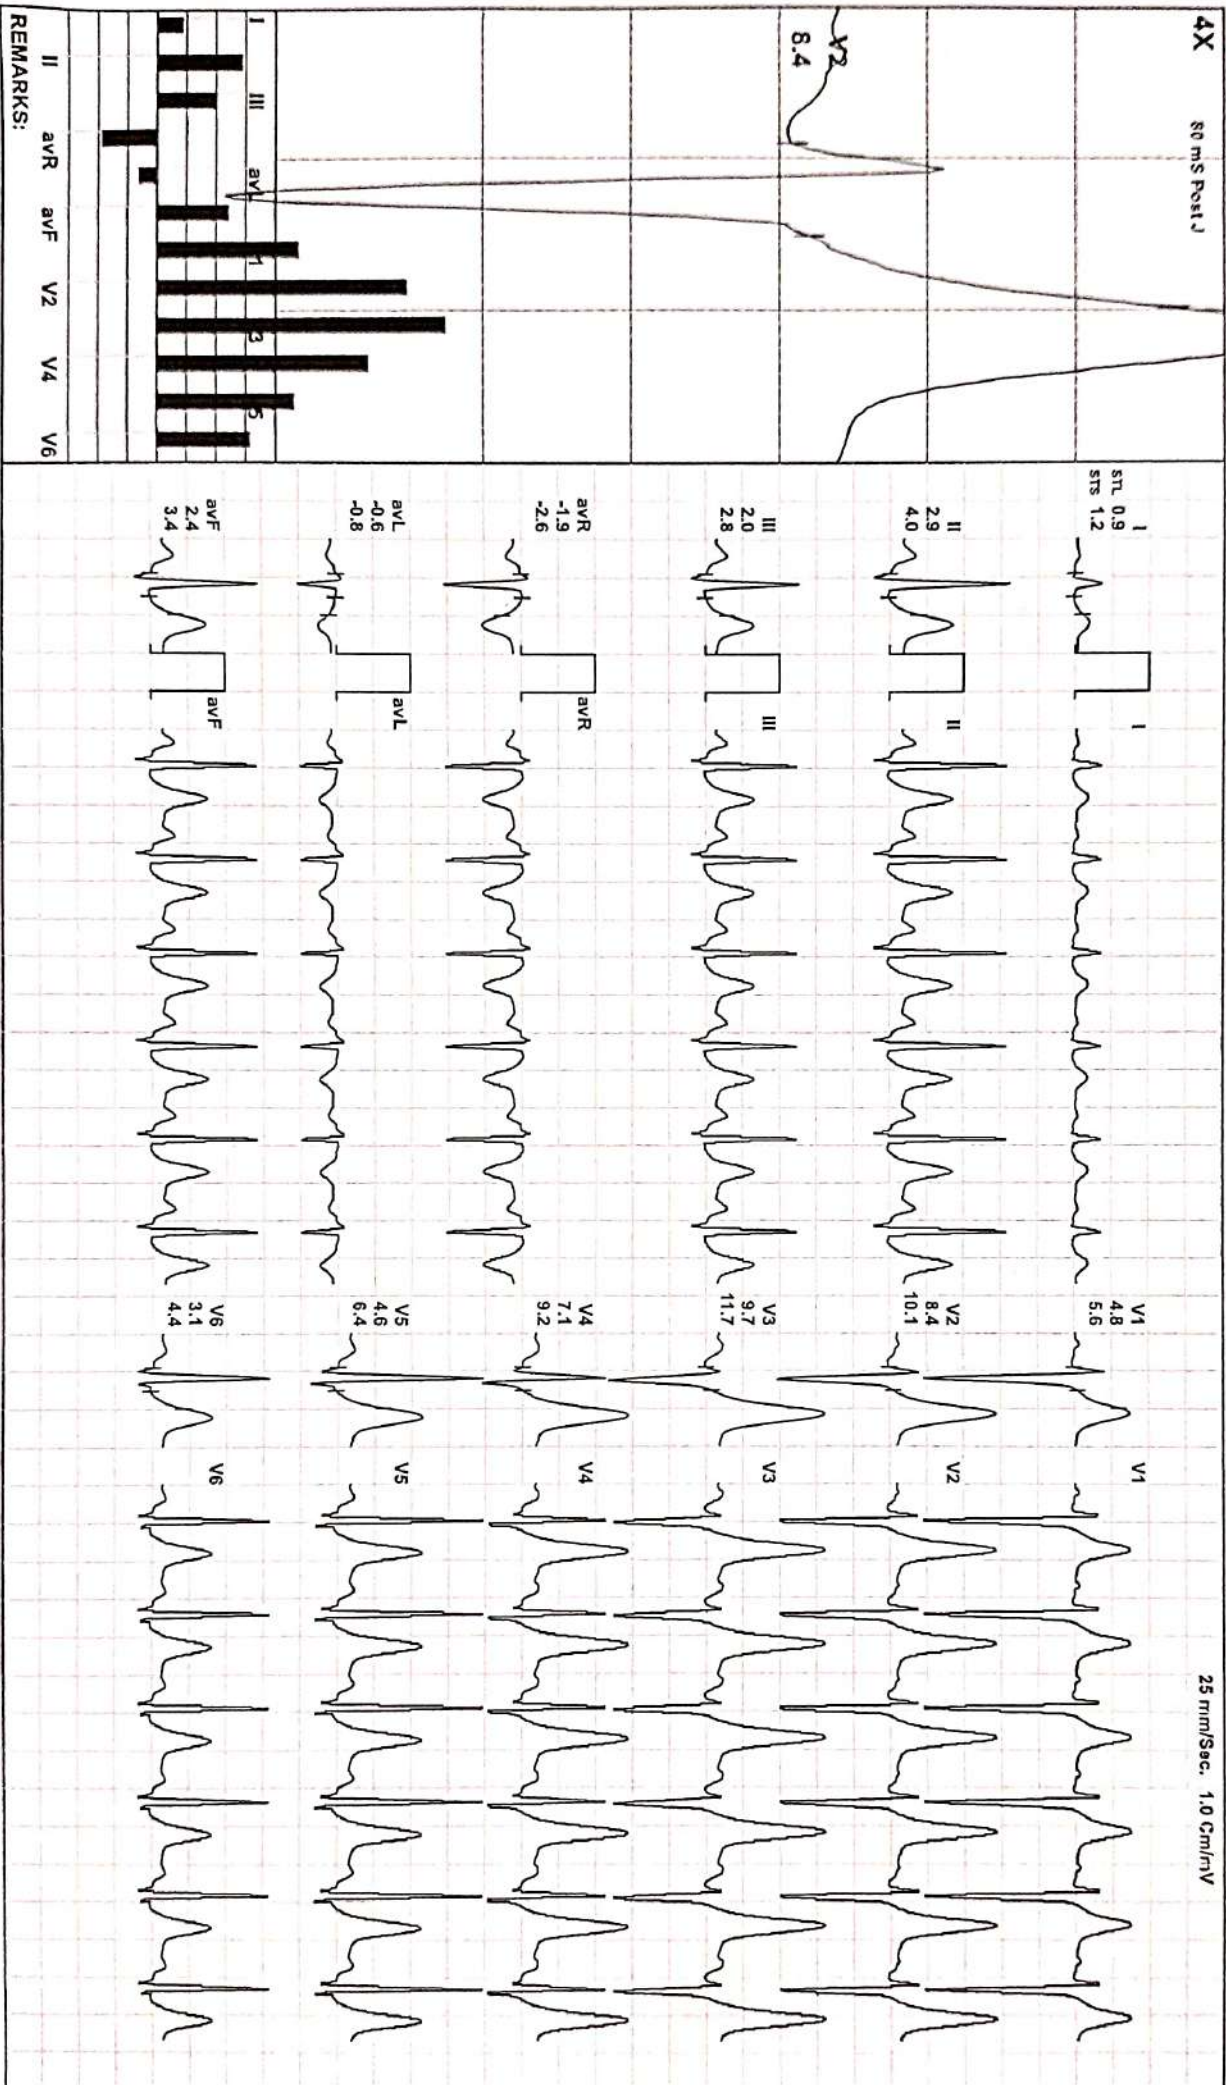 4X
80 mS Post J
25 mm/Sec. 1.0 Cm/mV
V2
8.4
I
STL 0.9
STS 1.2
I
V1
4.8
5.6
V1
II
2.9
4.0
II
V2
8.4
10.1
V2
III
2.0
2.8
III
V3
9.7
11.7
V3
avR
-1.9
-2.6
avR
V4
7.1
9.2
V4
avL
-0.6
-0.8
avL
V5
4.6
6.4
V5
avF
2.4
3.4
avF
V6
3.1
4.4
V6
I III avL 1 3 5
II avR avF V2 V4 V6
REMARKS: